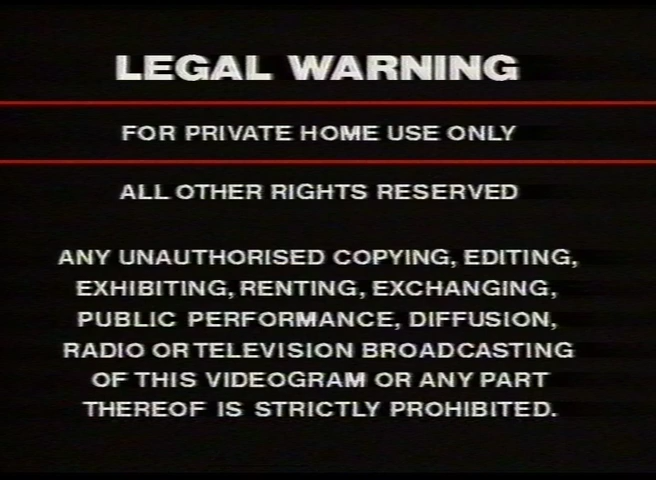 LEGAL WARNING
FOR PRIVATE HOME USE ONLY
ALL OTHER RIGHTS RESERVED
ANY UNAUTHORISED COPYING, EDITING,
EXHIBITING, RENTING, EXCHANGING,
PUBLIC PERFORMANCE, DIFFUSION,
RADIO OR TELEVISION BROADCASTING
OF THIS VIDEOGRAM OR ANY PART
THEREOF IS STRICTLY PROHIBITED.